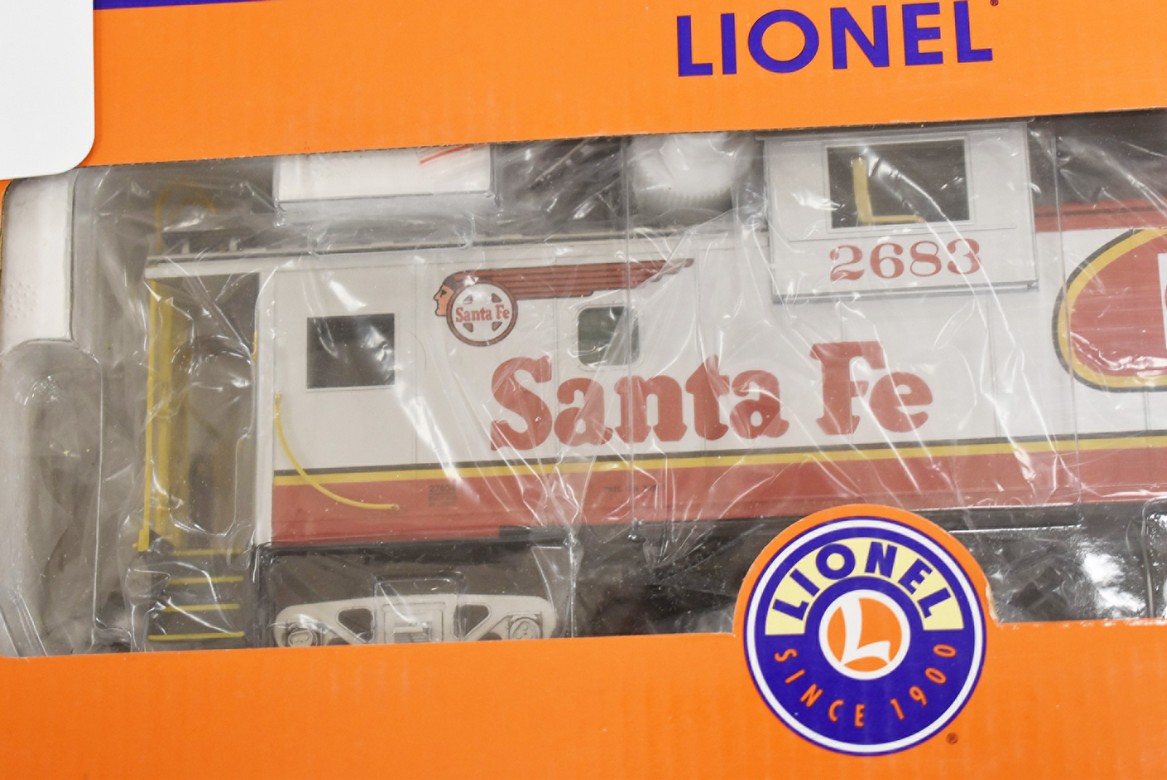 LIONEL®
2683
Santa Fe
Santa Fe
LIONEL
L
SINCE 1900
®